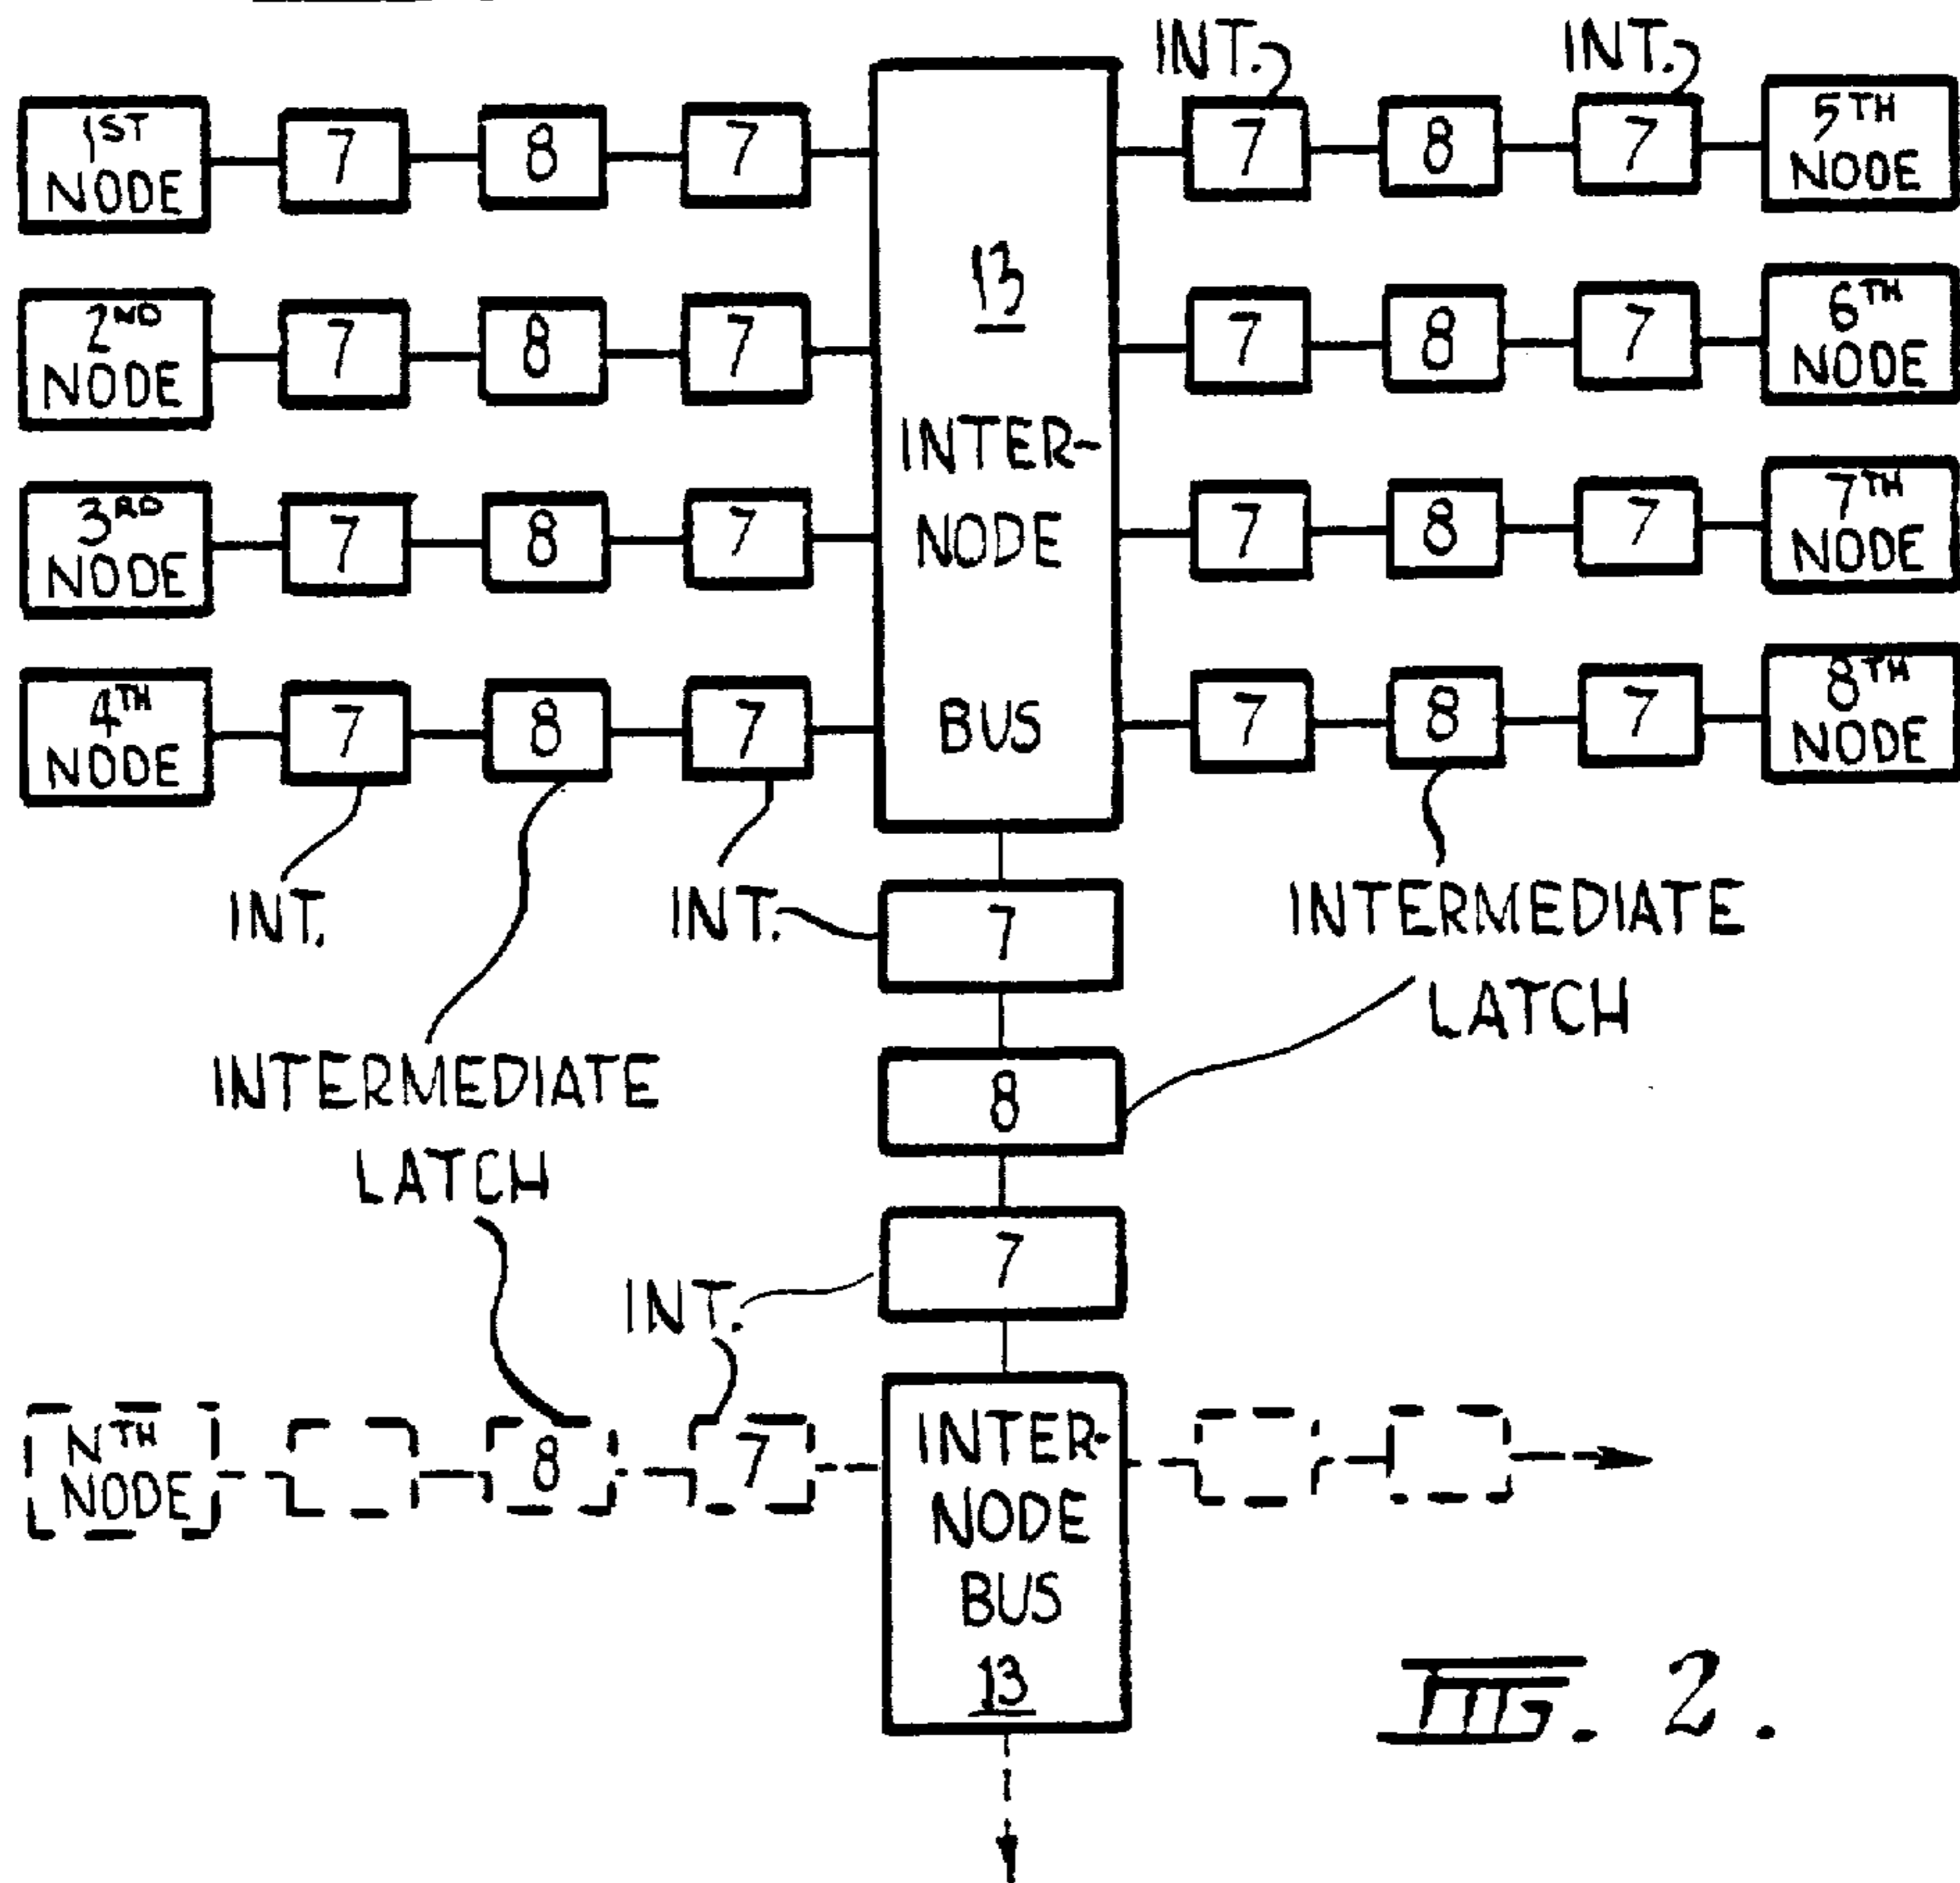 INT. INT.
1ST NODE 7 8 7 7 8 7 5TH NODE
13
2ND NODE 7 8 7 7 8 7 6TH NODE
INTER-
NODE
BUS
3RD NODE 7 8 7 7 8 7 7TH NODE
4TH NODE 7 8 7 7 8 7 8TH NODE
INT. INT. 7
INTERMEDIATE
LATCH
8
INTERMEDIATE
LATCH
7
INT.
NTH
NODE
8 7
INTER-
NODE
BUS
13
FIG. 2.